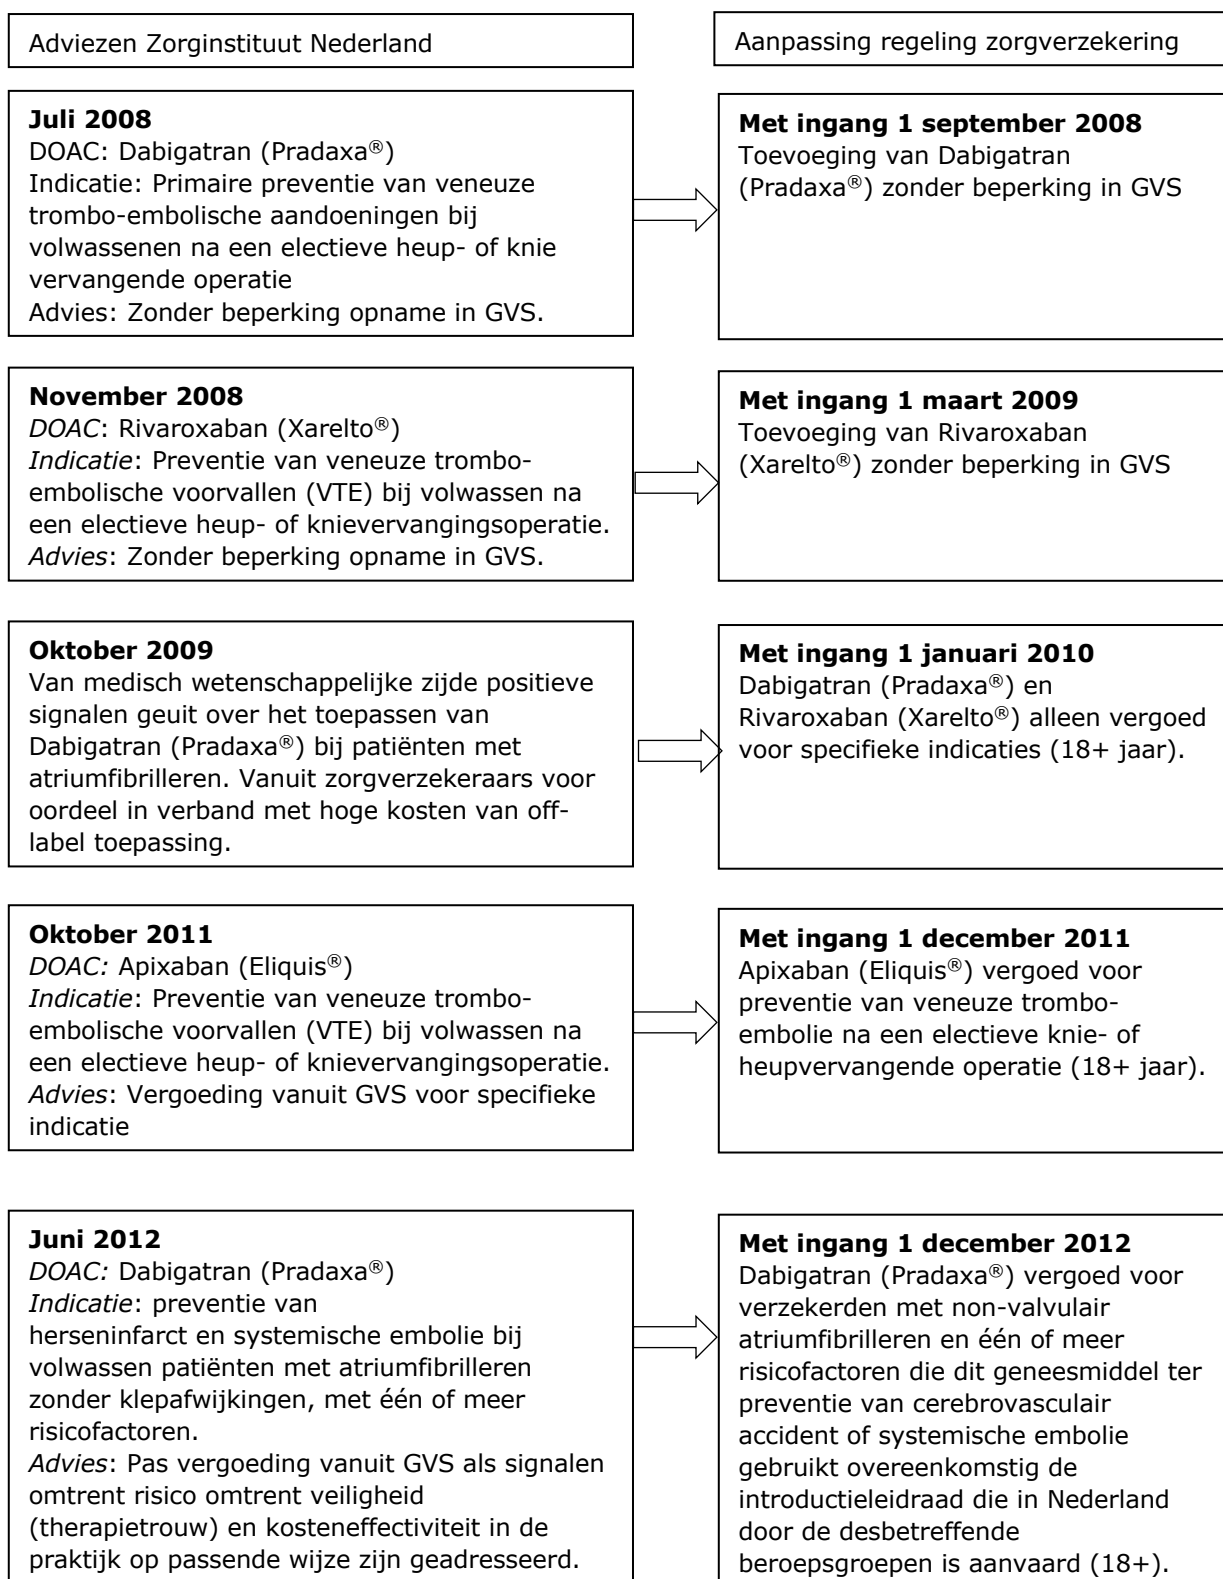 Adviezen Zorginstituut Nederland
Aanpassing regeling zorgverzekering
Juli 2008
DOAC: Dabigatran (Pradaxa®)
Indicatie: Primaire preventie van veneuze
trombo-embolische aandoeningen bij
volwassenen na een electieve heup- of knie
vervangende operatie
Advies: Zonder beperking opname in GVS.
Met ingang 1 september 2008
Toevoeging van Dabigatran
(Pradaxa®) zonder beperking in GVS
November 2008
DOAC: Rivaroxaban (Xarelto®)
Indicatie: Preventie van veneuze trombo-
embolische voorvallen (VTE) bij volwassen na
een electieve heup- of knievervangingsoperatie.
Advies: Zonder beperking opname in GVS.
Met ingang 1 maart 2009
Toevoeging van Rivaroxaban
(Xarelto®) zonder beperking in GVS
Oktober 2009
Van medisch wetenschappelijke zijde positieve
signalen geuit over het toepassen van
Dabigatran (Pradaxa®) bij patiënten met
atriumfibrilleren. Vanuit zorgverzekeraars voor
oordeel in verband met hoge kosten van off-
label toepassing.
Met ingang 1 januari 2010
Dabigatran (Pradaxa®) en
Rivaroxaban (Xarelto®) alleen vergoed
voor specifieke indicaties (18+ jaar).
Oktober 2011
DOAC: Apixaban (Eliquis®)
Indicatie: Preventie van veneuze trombo-
embolische voorvallen (VTE) bij volwassen na
een electieve heup- of knievervangingsoperatie.
Advies: Vergoeding vanuit GVS voor specifieke
indicatie
Met ingang 1 december 2011
Apixaban (Eliquis®) vergoed voor
preventie van veneuze trombo-
embolie na een electieve knie- of
heupvervangende operatie (18+ jaar).
Juni 2012
DOAC: Dabigatran (Pradaxa®)
Indicatie: preventie van
herseninfarct en systemische embolie bij
volwassen patiënten met atriumfibrilleren
zonder klepafwijkingen, met één of meer
risicofactoren.
Advies: Pas vergoeding vanuit GVS als signalen
omtrent risico omtrent veiligheid
(therapietrouw) en kosteneffectiviteit in de
praktijk op passende wijze zijn geadresseerd.
Met ingang 1 december 2012
Dabigatran (Pradaxa®) vergoed voor
verzekerden met non-valvulair
atriumfibrilleren en één of meer
risicofactoren die dit geneesmiddel ter
preventie van cerebrovasculair
accident of systemische embolie
gebruikt overeenkomstig de
introductieleidraad die in Nederland
door de desbetreffende
beroepsgroepen is aanvaard (18+).